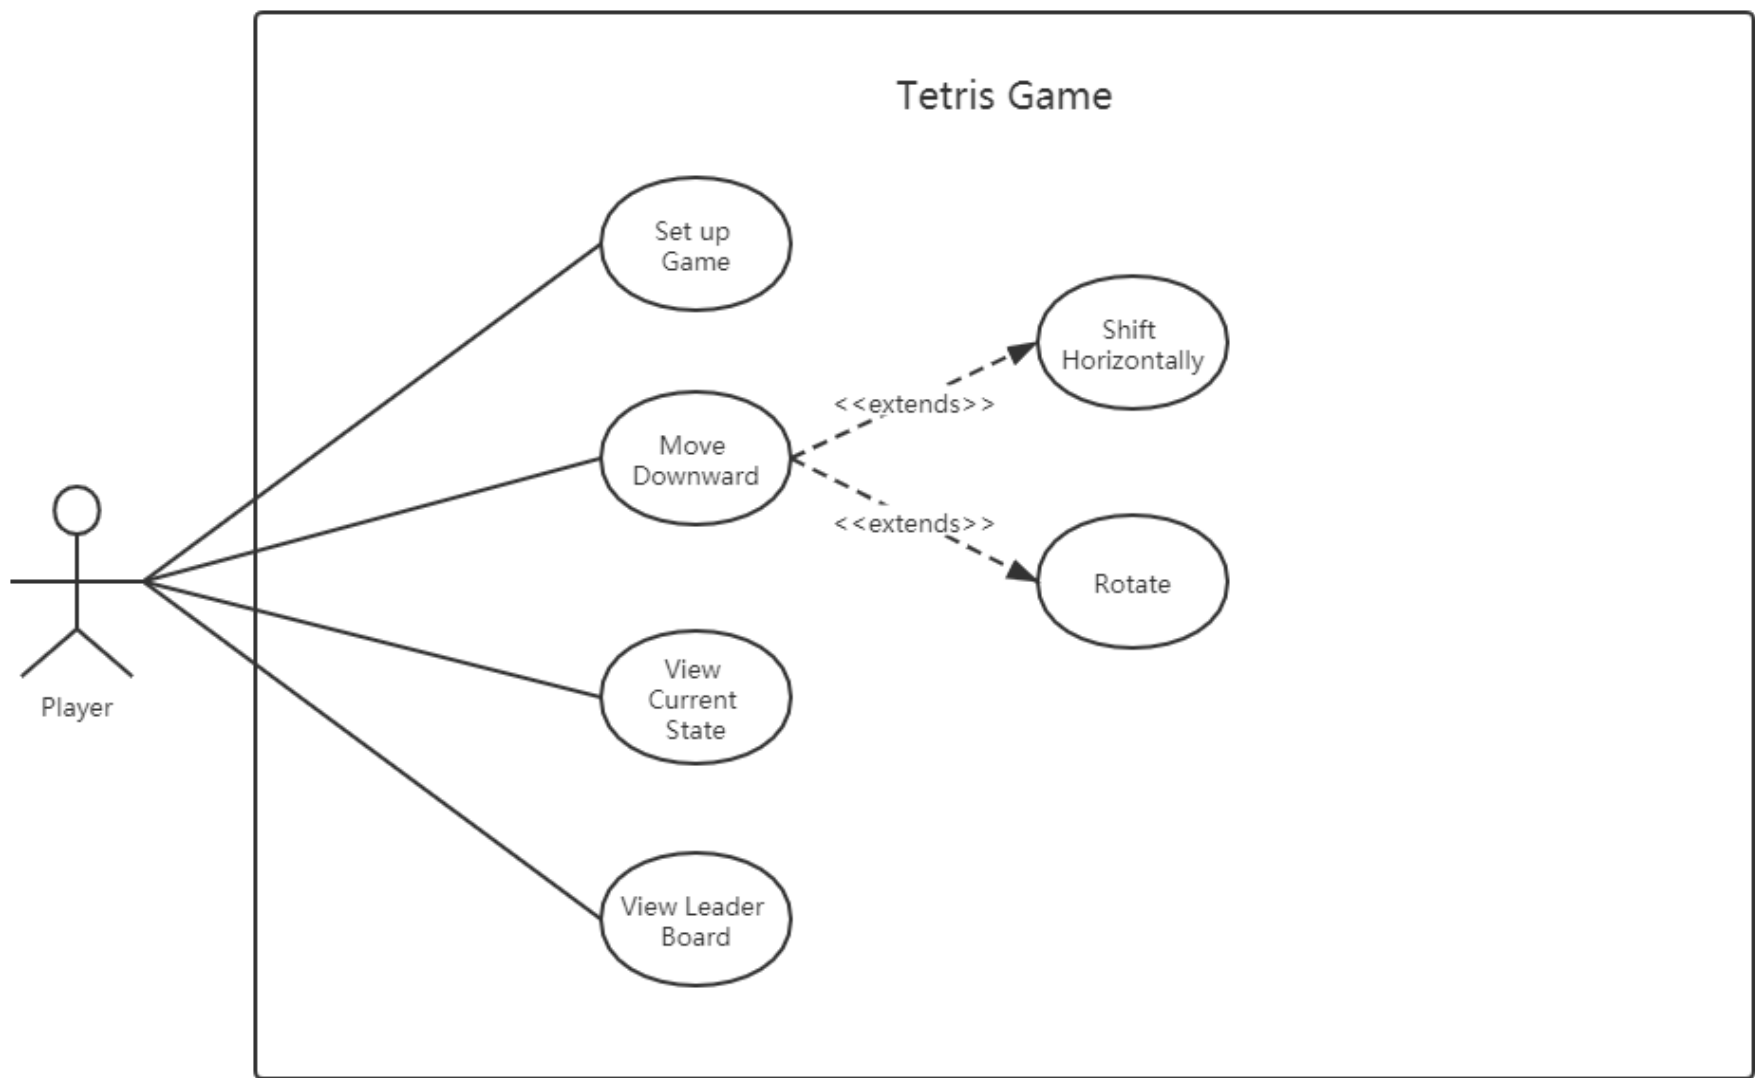 Tetris Game
Set up
Game
Shift
Horizontally
<<extends>>
Move
Downward
<<extends>>
Rotate
View
Current
State
Player
View Leader
Board